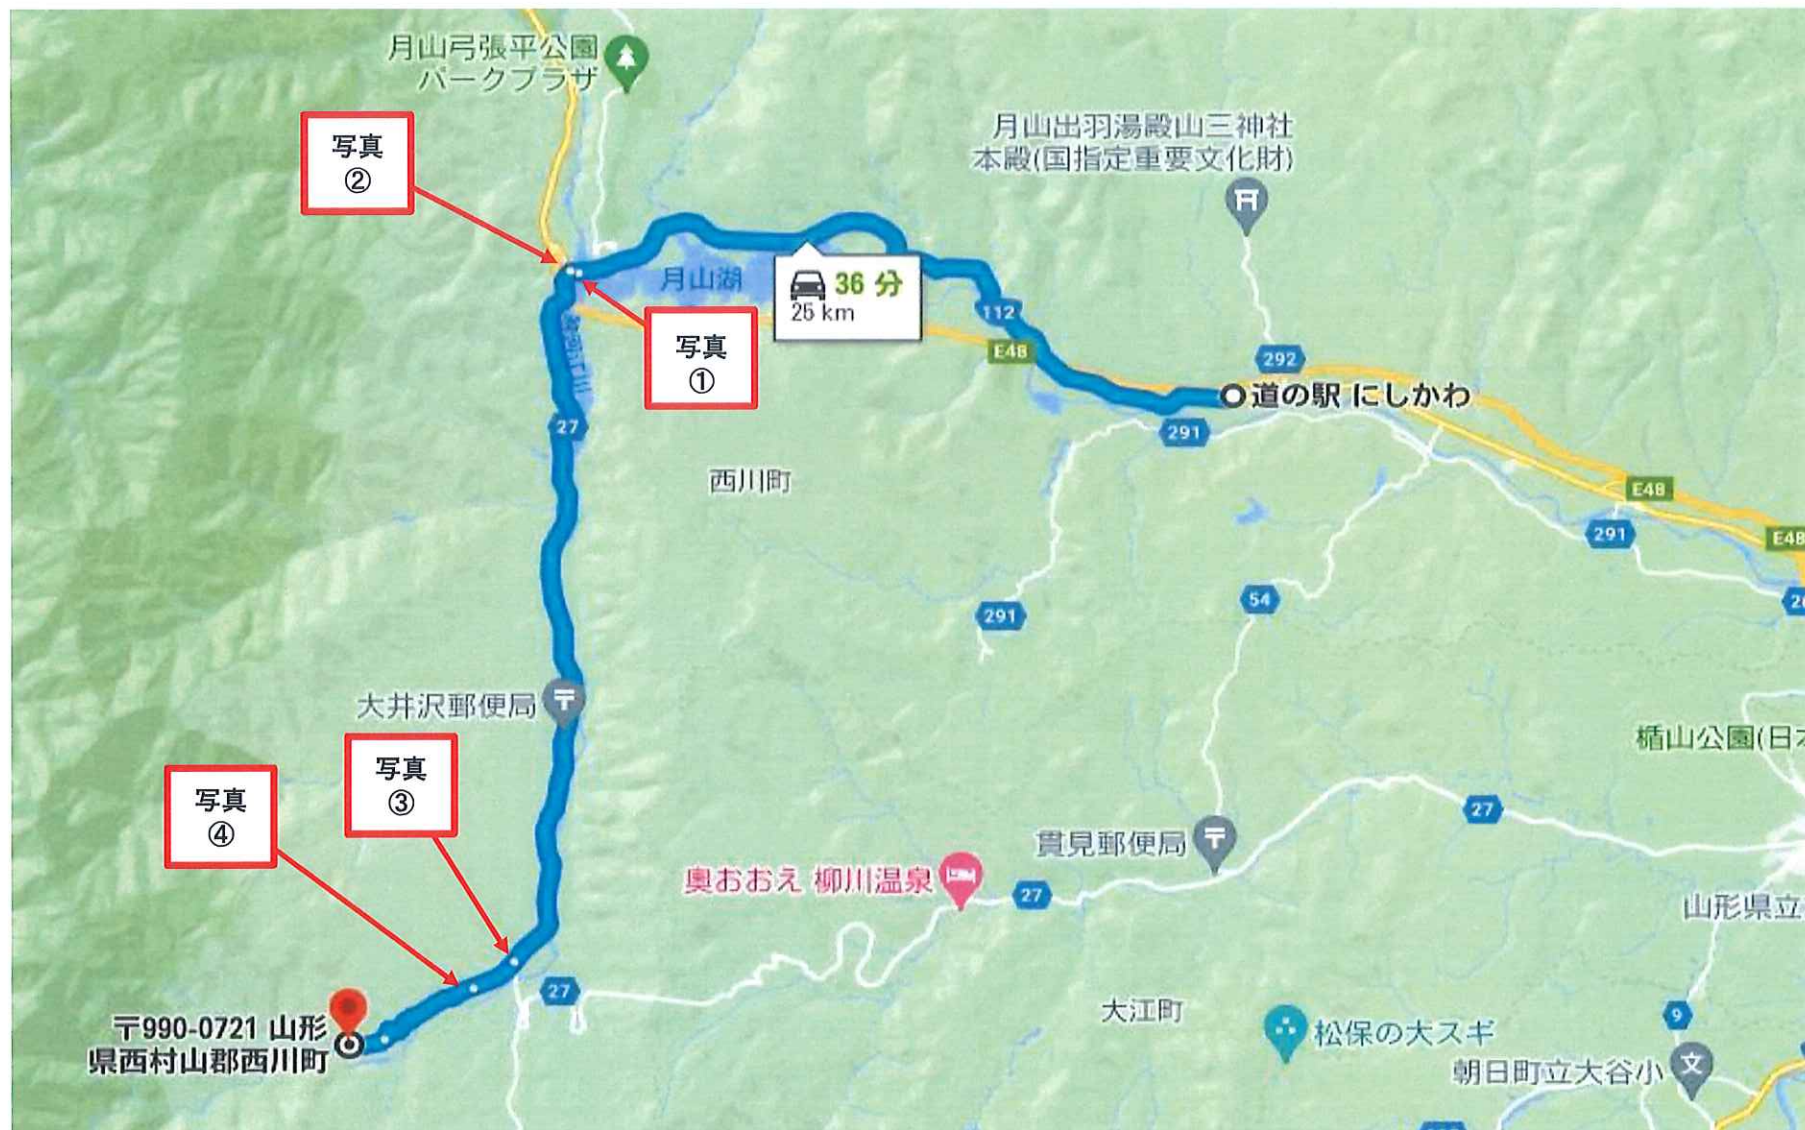 月山弓張平公園
パークプラザ
写真
②
月山出羽湯殿山三神社
本殿(国指定重要文化財)
月山湖
36 分
25 km
写真
①
112
E48
292
道の駅 にしかわ
291
27
西川町
E48
291
E48
291
54
大井沢郵便局
楯山公園(日本
写真
③
写真
④
27
貫見郵便局
奥おおえ 柳川温泉
27
山形県立
27
大江町
9
松保の大スギ
〒990-0721 山形
県西村山郡西川町
朝日町立大谷小
文